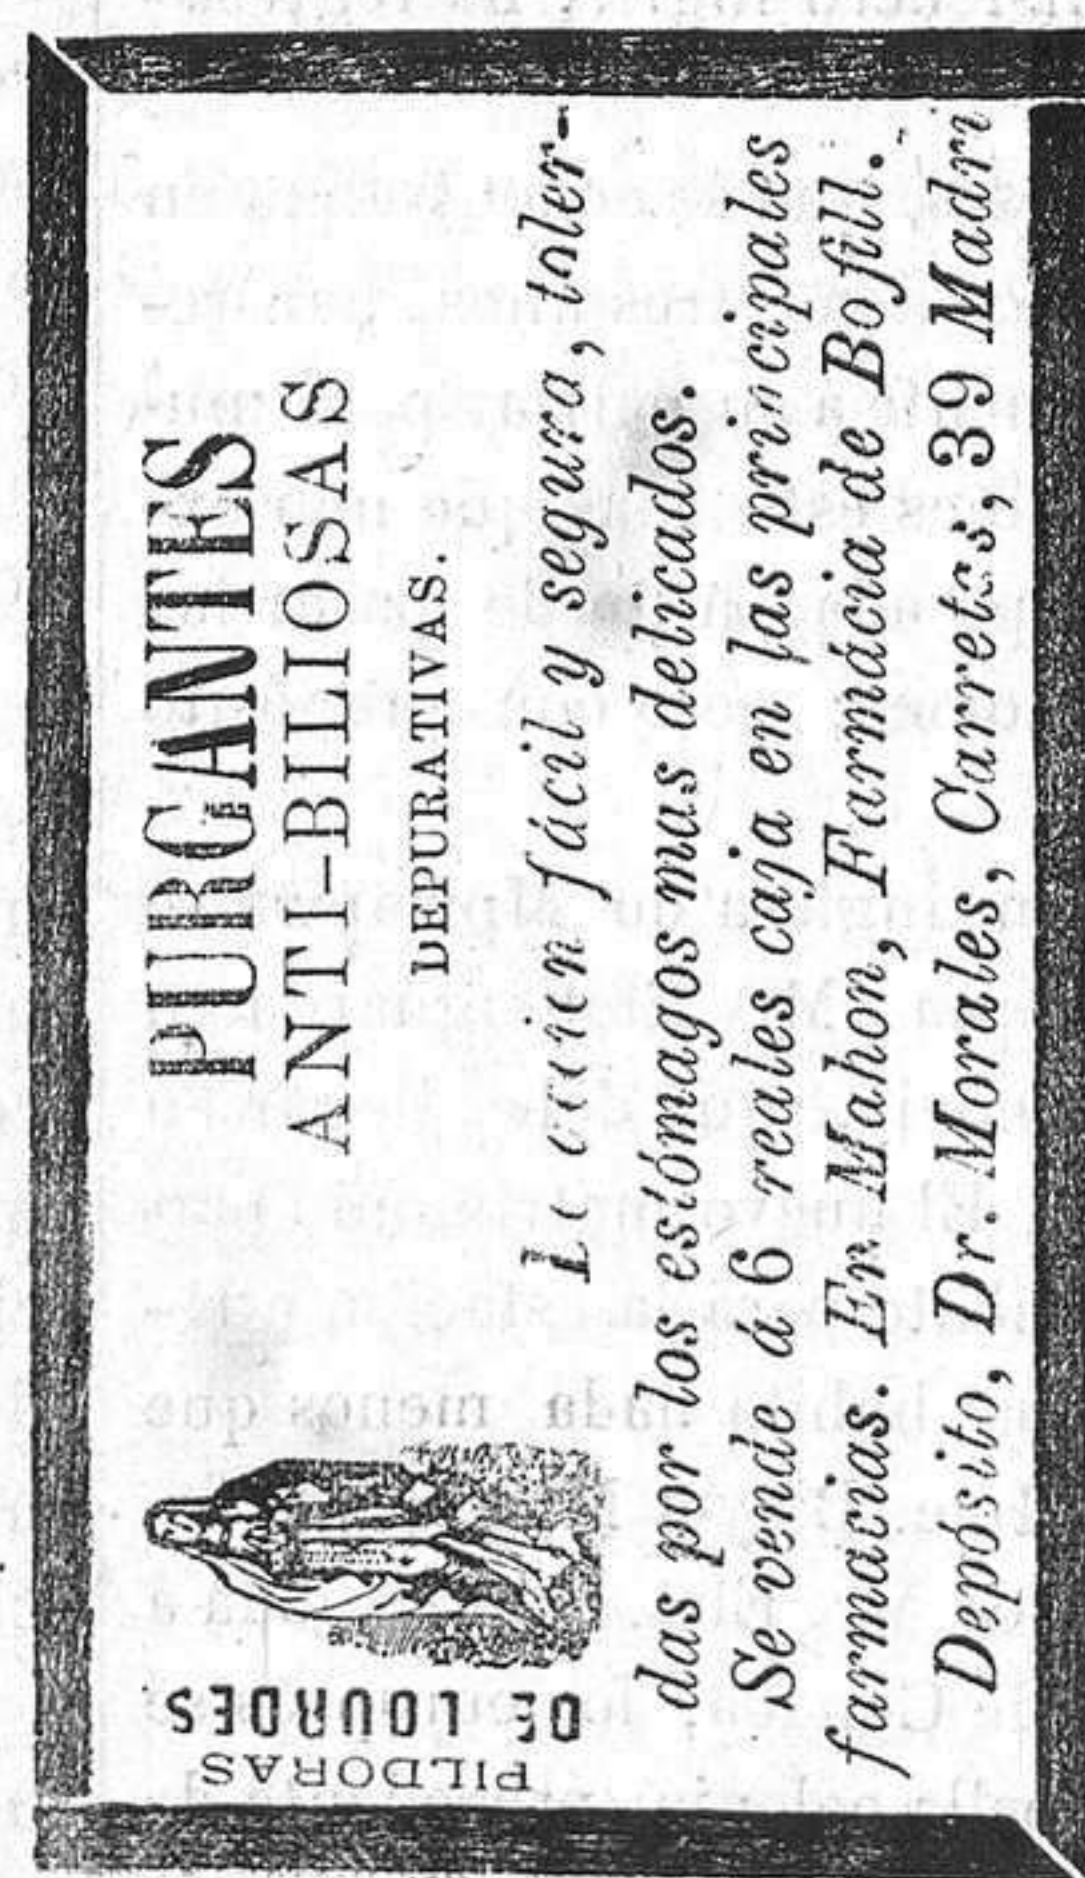 PILDORAS
DE LOURDES
PURGANTES
ANTI-BILIOSAS
DEPURATIVAS.
fácil y segura, toler-
das por los estómagos mas delicados.
Se vende á 6 reales caja en las principales
farmacias. En Mahon, Farmácia de Bofill.
Depósito, Dr. Morales, Carretas, 39 Madri